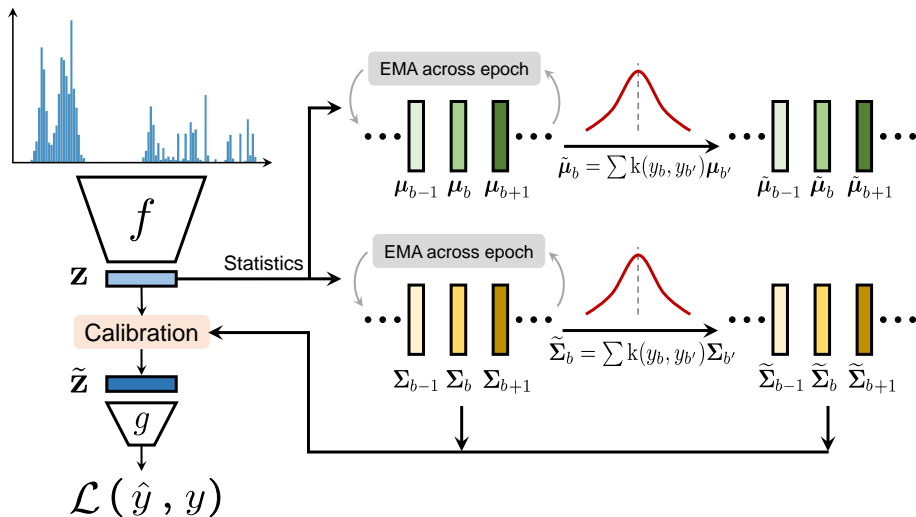 EMA across epoch
μ_{b−1} μ_b μ_{b+1}
μ̃_b = ∑ k(y_b, y_{b′})μ_{b′}
μ̃_{b−1} μ̃_b μ̃_{b+1}
f
z
Statistics
EMA across epoch
Calibration
Σ_{b−1} Σ_b Σ_{b+1}
Σ̃_b = ∑ k(y_b, y_{b′})Σ_{b′}
Σ̃_{b−1} Σ̃_b Σ̃_{b+1}
z̃
g
ℒ(ŷ, y)